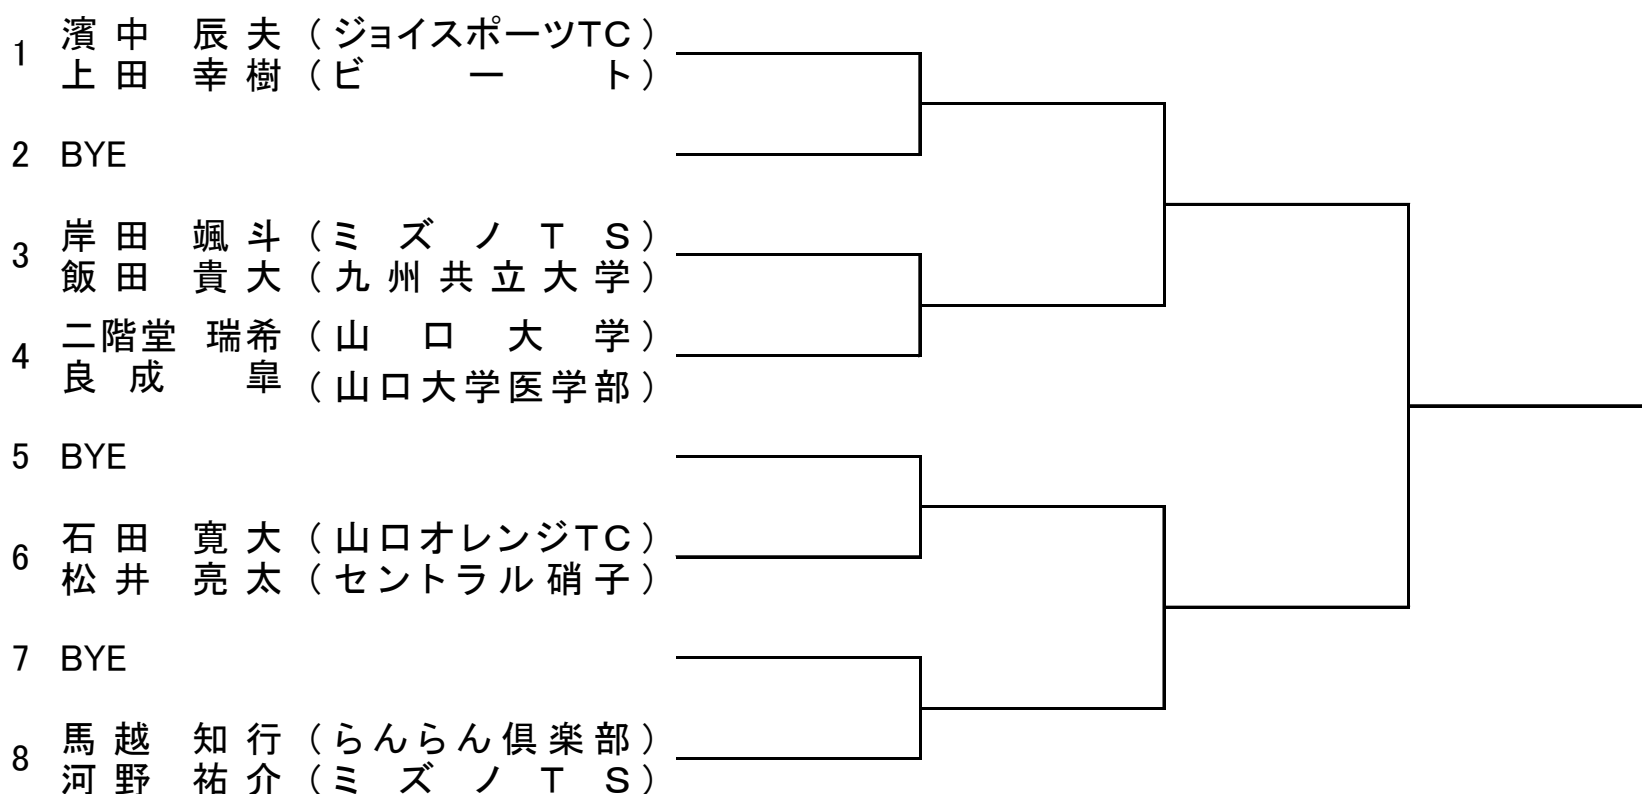 1 濱中 辰夫 (ジョイスポーツTC)
上田 幸樹 (ビート)
2 BYE
3 岸田 颯斗 (ミズノTS)
飯田 貴大 (九州共立大学)
4 二階堂 瑞希 (山口大学)
良成 皐 (山口大学医学部)
5 BYE
6 石田 寛大 (山口オレンジTC)
松井 亮太 (セントラル硝子)
7 BYE
8 馬越 知行 (らんらん倶楽部)
河野 祐介 (ミズノTS)